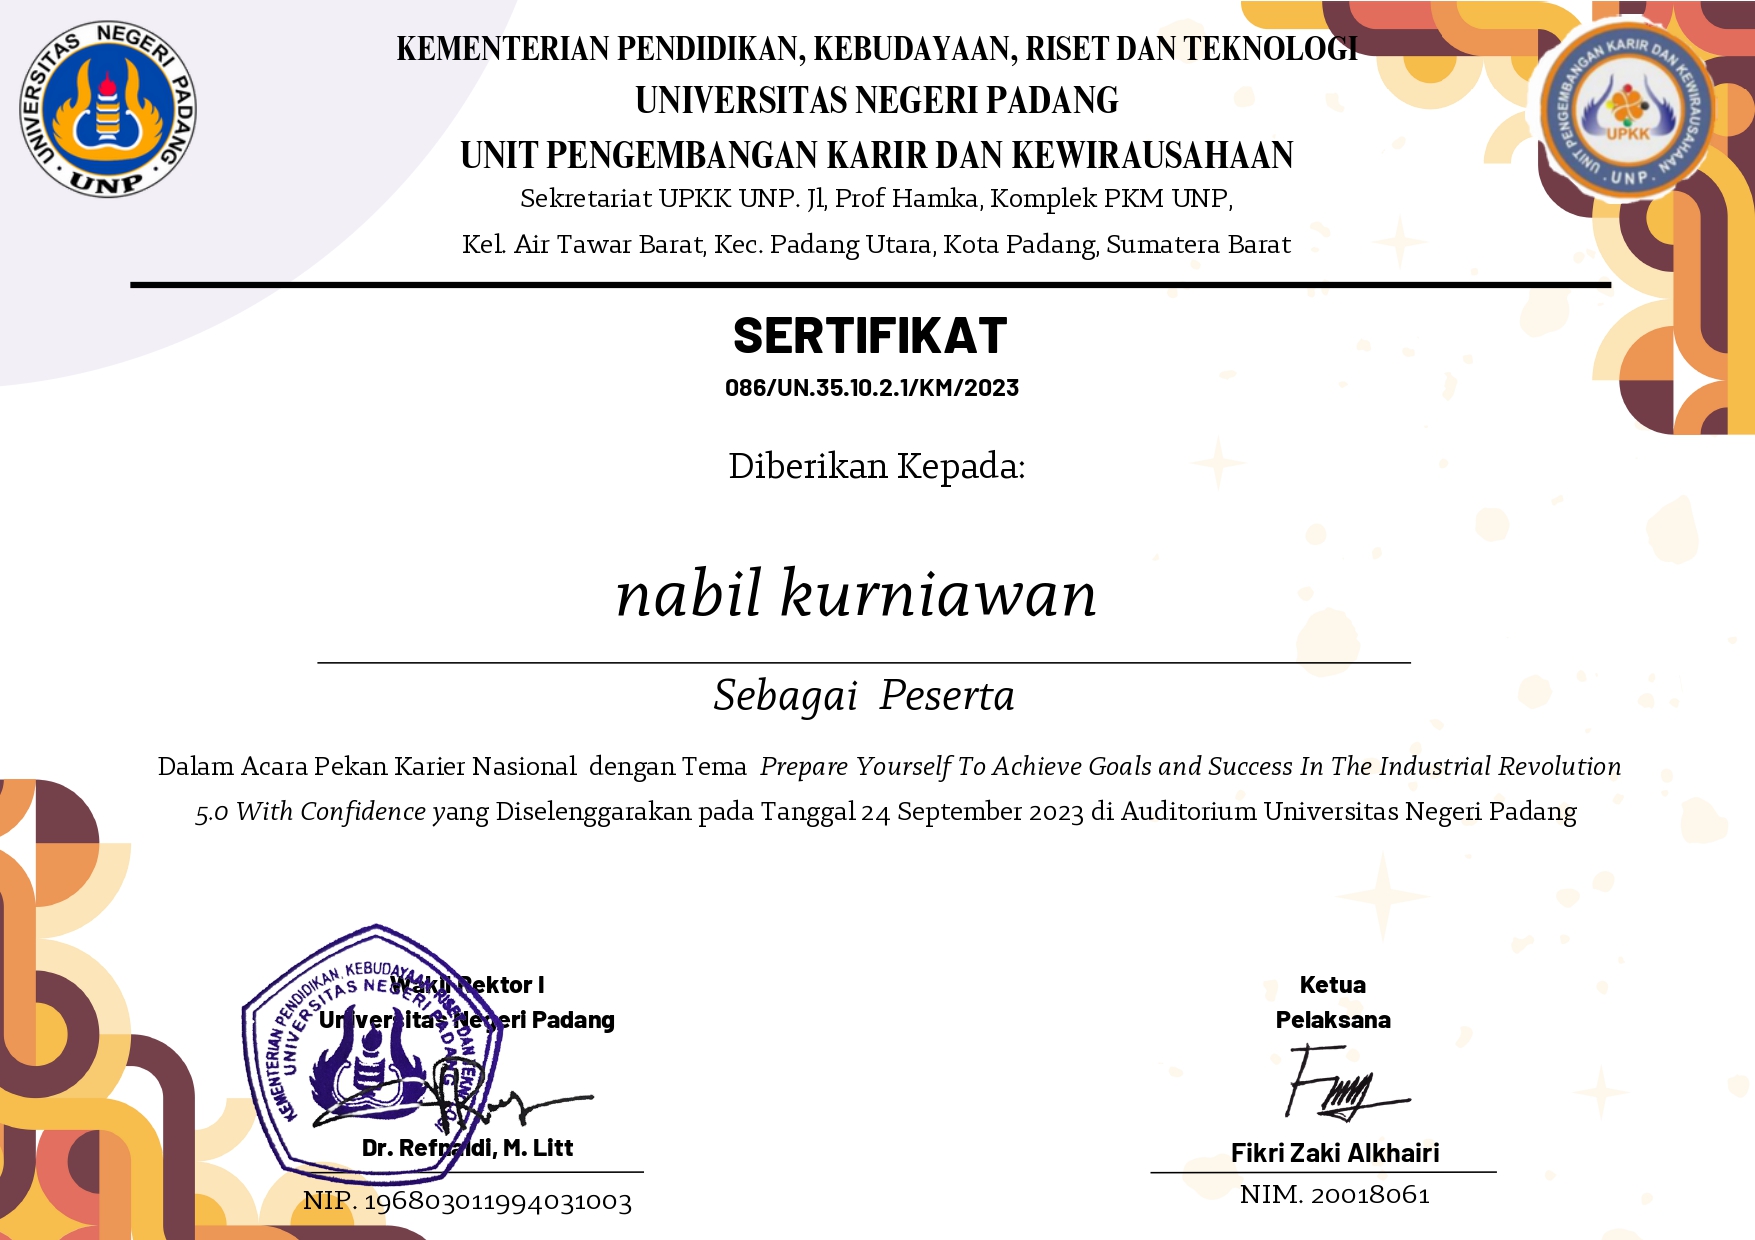 UNIVERSITAS NEGERI PADANG
UNP
KEMENTERIAN PENDIDIKAN, KEBUDAYAAN, RISET DAN TEKNOLOGI
UNIVERSITAS NEGERI PADANG
UNIT PENGEMBANGAN KARIR DAN KEWIRAUSAHAAN
Sekretariat UPKK UNP. Jl, Prof Hamka, Komplek PKM UNP,
Kel. Air Tawar Barat, Kec. Padang Utara, Kota Padang, Sumatera Barat
UNIT PENGEMBANGAN KARIR DAN KEWIRAUSAHAAN
UPKK
UNP
SERTIFIKAT
086/UN.35.10.2.1/KM/2023
Diberikan Kepada:
nabil kurniawan
Sebagai Peserta
Dalam Acara Pekan Karier Nasional dengan Tema Prepare Yourself To Achieve Goals and Success In The Industrial Revolution
5.0 With Confidence yang Diselenggarakan pada Tanggal 24 September 2023 di Auditorium Universitas Negeri Padang
Wakil Rektor I
Universitas Negeri Padang
KEMENTERIAN PENDIDIKAN, KEBUDAYAAN, RISET, DAN TEKNOLOGI
UNIVERSITAS NEGERI PADANG
Dr. Refnaldi, M. Litt
NIP. 196803011994031003
Ketua
Pelaksana
Fikri Zaki Alkhairi
NIM. 20018061